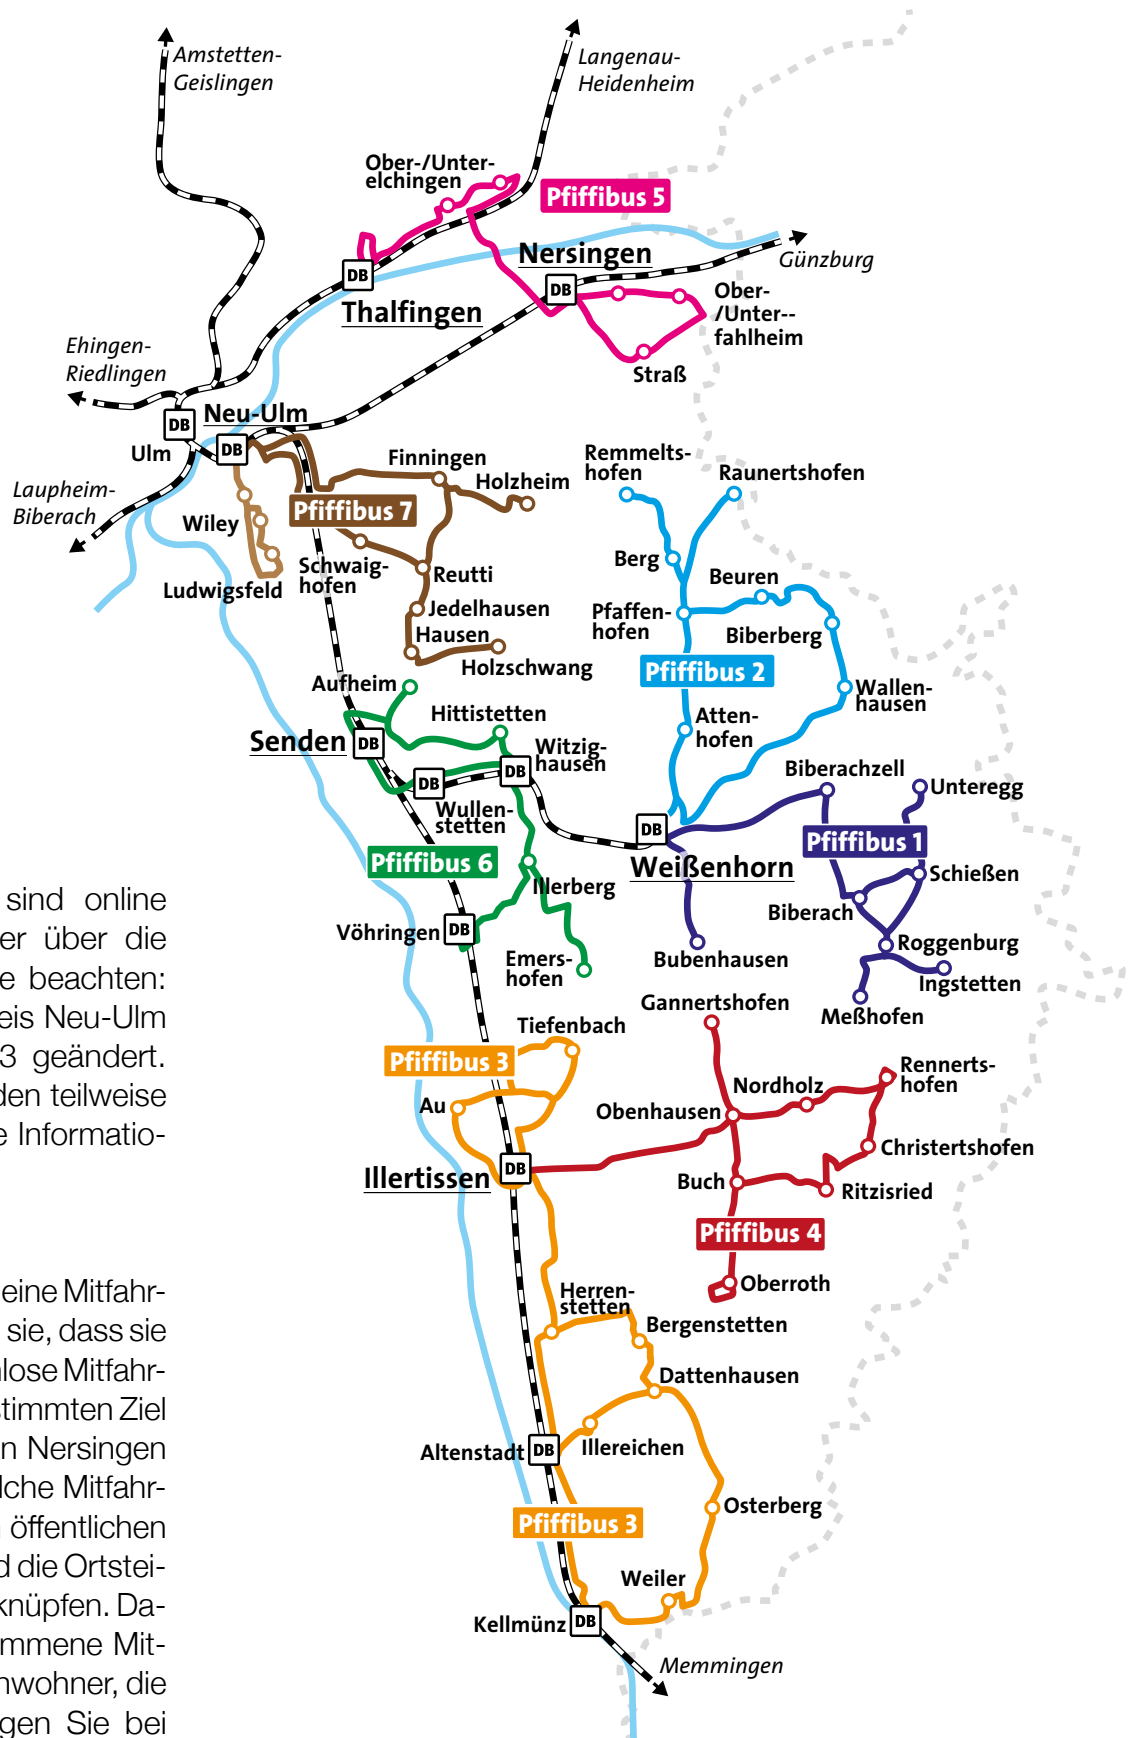 Amstetten-
Geislingen
Langenau-
Heidenheim
Ober-/Unter-
elchingen
Pfiffibus 5
Nersingen
DB
DB
Günzburg
Thalfingen
Ober-
/Unter--
fahlheim
Straß
Ehingen-
Riedlingen
DB
Neu-Ulm
Ulm
DB
Laupheim-
Biberach
Finningen
Holzheim
Pfiffibus 7
Wiley
Schwaig-
hofen
Ludwigsfeld
Reutti
Jedelhausen
Hausen
Holzschwang
Remmelts-
hofen
Raunertshofen
Berg
Beuren
Pfaffen-
hofen
Biberberg
Pfiffibus 2
Wallen-
hausen
Atten-
hofen
Aufheim
Hittistetten
Senden
DB
Witzig-
hausen
DB
DB
Wullen-
stetten
Biberachzell
Unteregg
DB
Weißenhorn
Pfiffibus 1
Schießen
Biberach
Roggenburg
Ingstetten
Meßhofen
Bubenhausen
Pfiffibus 6
Illerberg
Vöhringen
DB
Emers-
hofen
Gannertshofen
Tiefenbach
Pfiffibus 3
Au
Nordholz
Rennerts-
hofen
Obenhausen
Christertshofen
Illertissen
DB
Buch
Ritzisried
Pfiffibus 4
Oberroth
Herren-
stetten
Bergenstetten
Dattenhausen
Altenstadt
DB
Illereichen
Osterberg
Pfiffibus 3
Weiler
Kellmünz
DB
Memmingen
sind online
er über die
e beachten:
eis Neu-Ulm
3 geändert.
den teilweise
e Informatio-
eine Mitfahr-
sie, dass sie
nlose Mitfahr-
stimmten Ziel
n Nersingen
lche Mitfahr-
öffentlichen
d die Ortstei-
knüpfen. Da-
mmene Mit-
nwohner, die
gen Sie bei